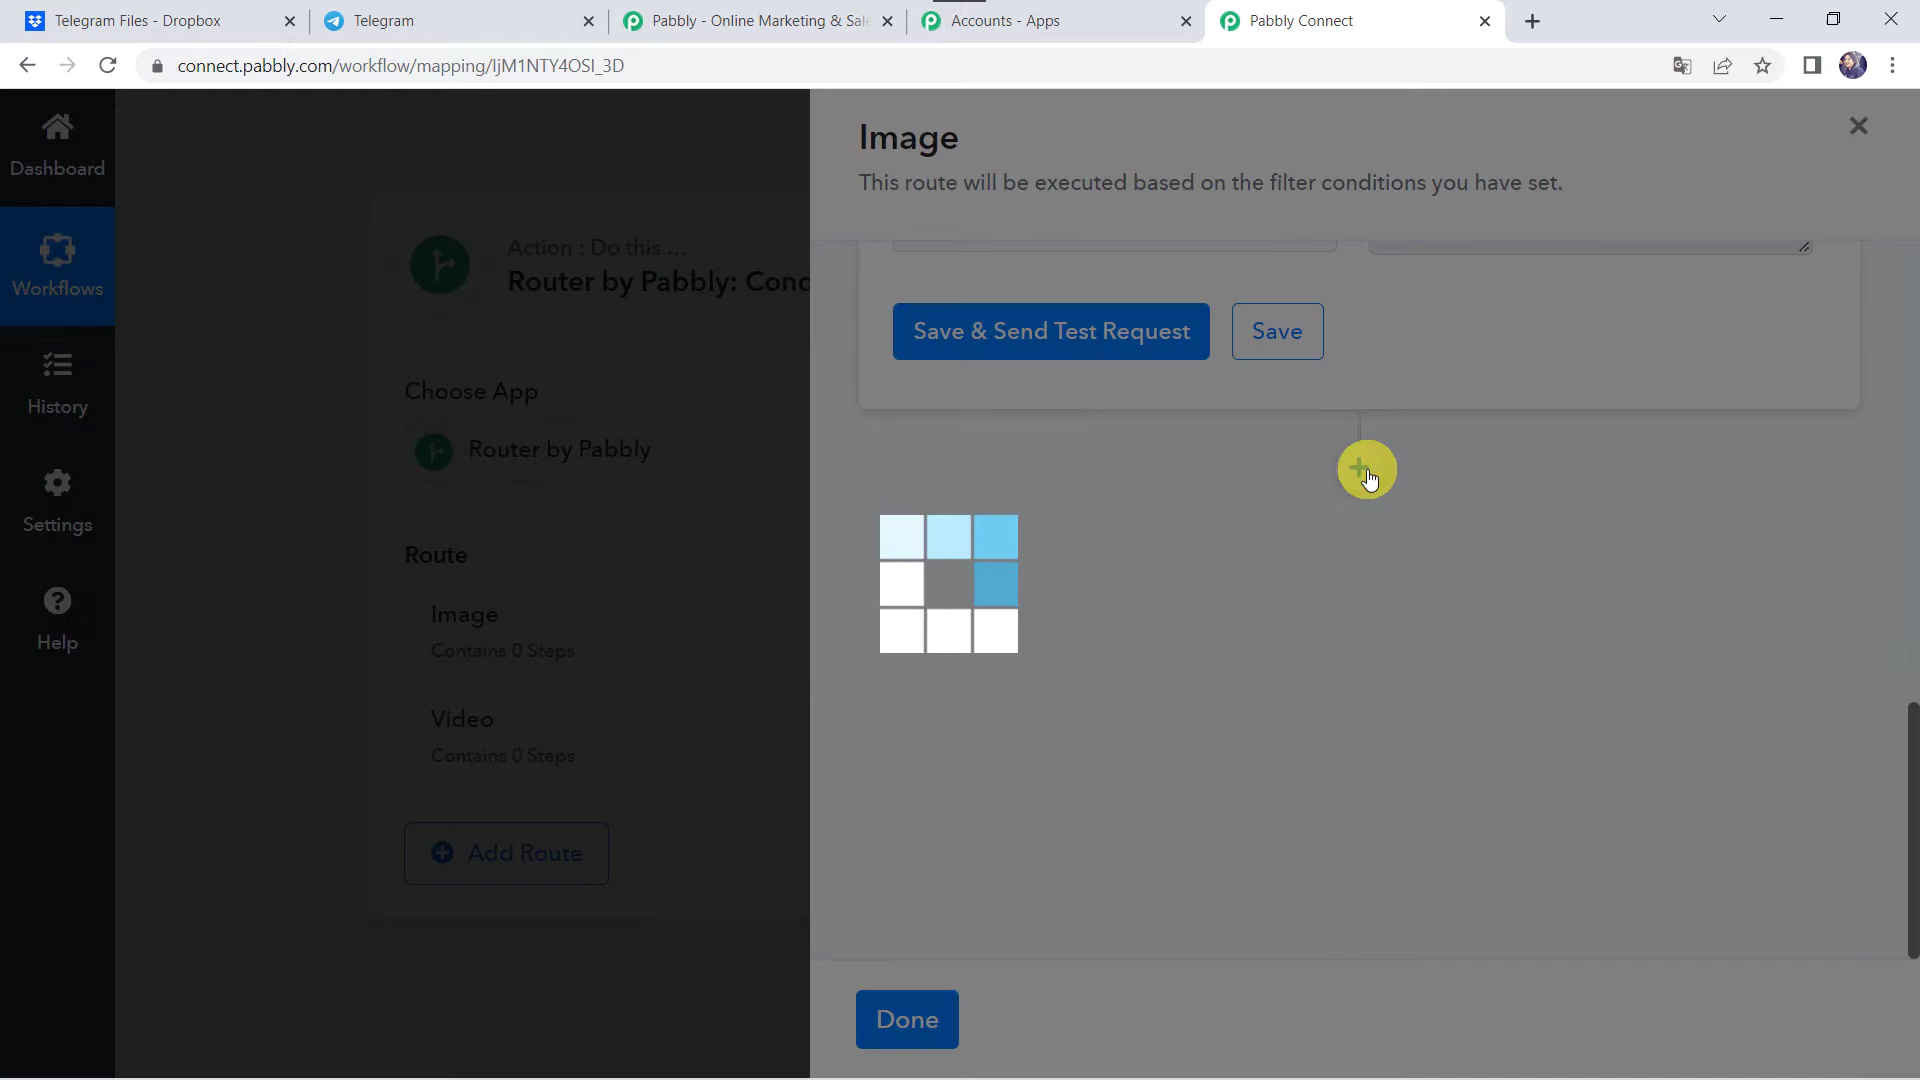 Telegram Files - Dropbox
Telegram
Pabbly - Online Marketing & Sale
Accounts - Apps
Pabbly Connect
connect.pabbly.com/workflow/mapping/IjM1NTY4OSI_3D
Dashboard
Workflows
History
Settings
Help
Action : Do this ...
Router by Pabbly: Cond
Choose App
Router by Pabbly
Route
Image
Contains 0 Steps
Video
Contains 0 Steps
Add Route
Image
This route will be executed based on the filter conditions you have set.
Save & Send Test Request
Save
Done